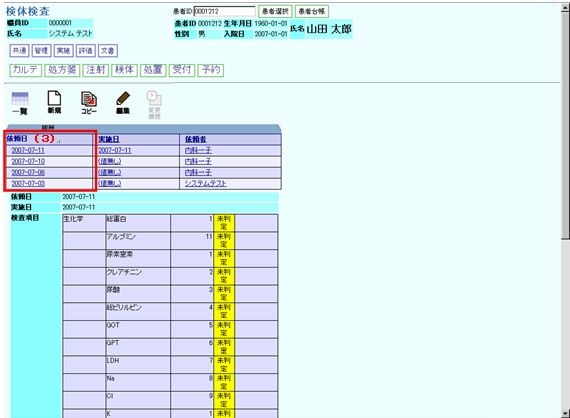 検体検査
患者ID 0001212 患者選択 患者台帳
職員ID 0000001
氏名 システム テスト
患者ID 0001212 生年月日 1960-01-01
性別 男 入院日 2007-01-01
氏名 山田 太郎
共通 管理 実施 評価 文書
カルテ 処方箋 注射 検体 処置 受付 予約
一覧 新規 コピー 編集 変更履歴
履歴
依頼日 (3) 実施日 依頼者
2007-07-11 2007-07-11 内科一子
2007-07-10 (値無し) 内科一子
2007-07-06 (値無し) 内科一子
2007-07-03 (値無し) システムテスト
依頼日 2007-07-11
実施日 2007-07-11
検査項目 生化学 総蛋白 1 未判定
アルブミン 11 未判定
尿素窒素 1 未判定
クレアチニン 2 未判定
尿酸 3 未判定
総ビリルビン 4 未判定
GOT 5 未判定
GPT 6 未判定
LDH 7 未判定
Na 8 未判定
Cl 9 未判定
K 1 未判